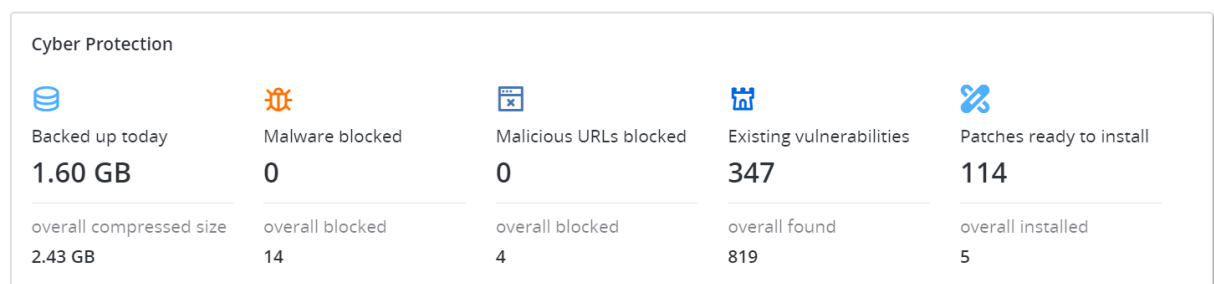 Cyber Protection
Backed up today
1.60 GB
overall compressed size
2.43 GB
Malware blocked
0
overall blocked
14
Malicious URLs blocked
0
overall blocked
4
Existing vulnerabilities
347
overall found
819
Patches ready to install
114
overall installed
5